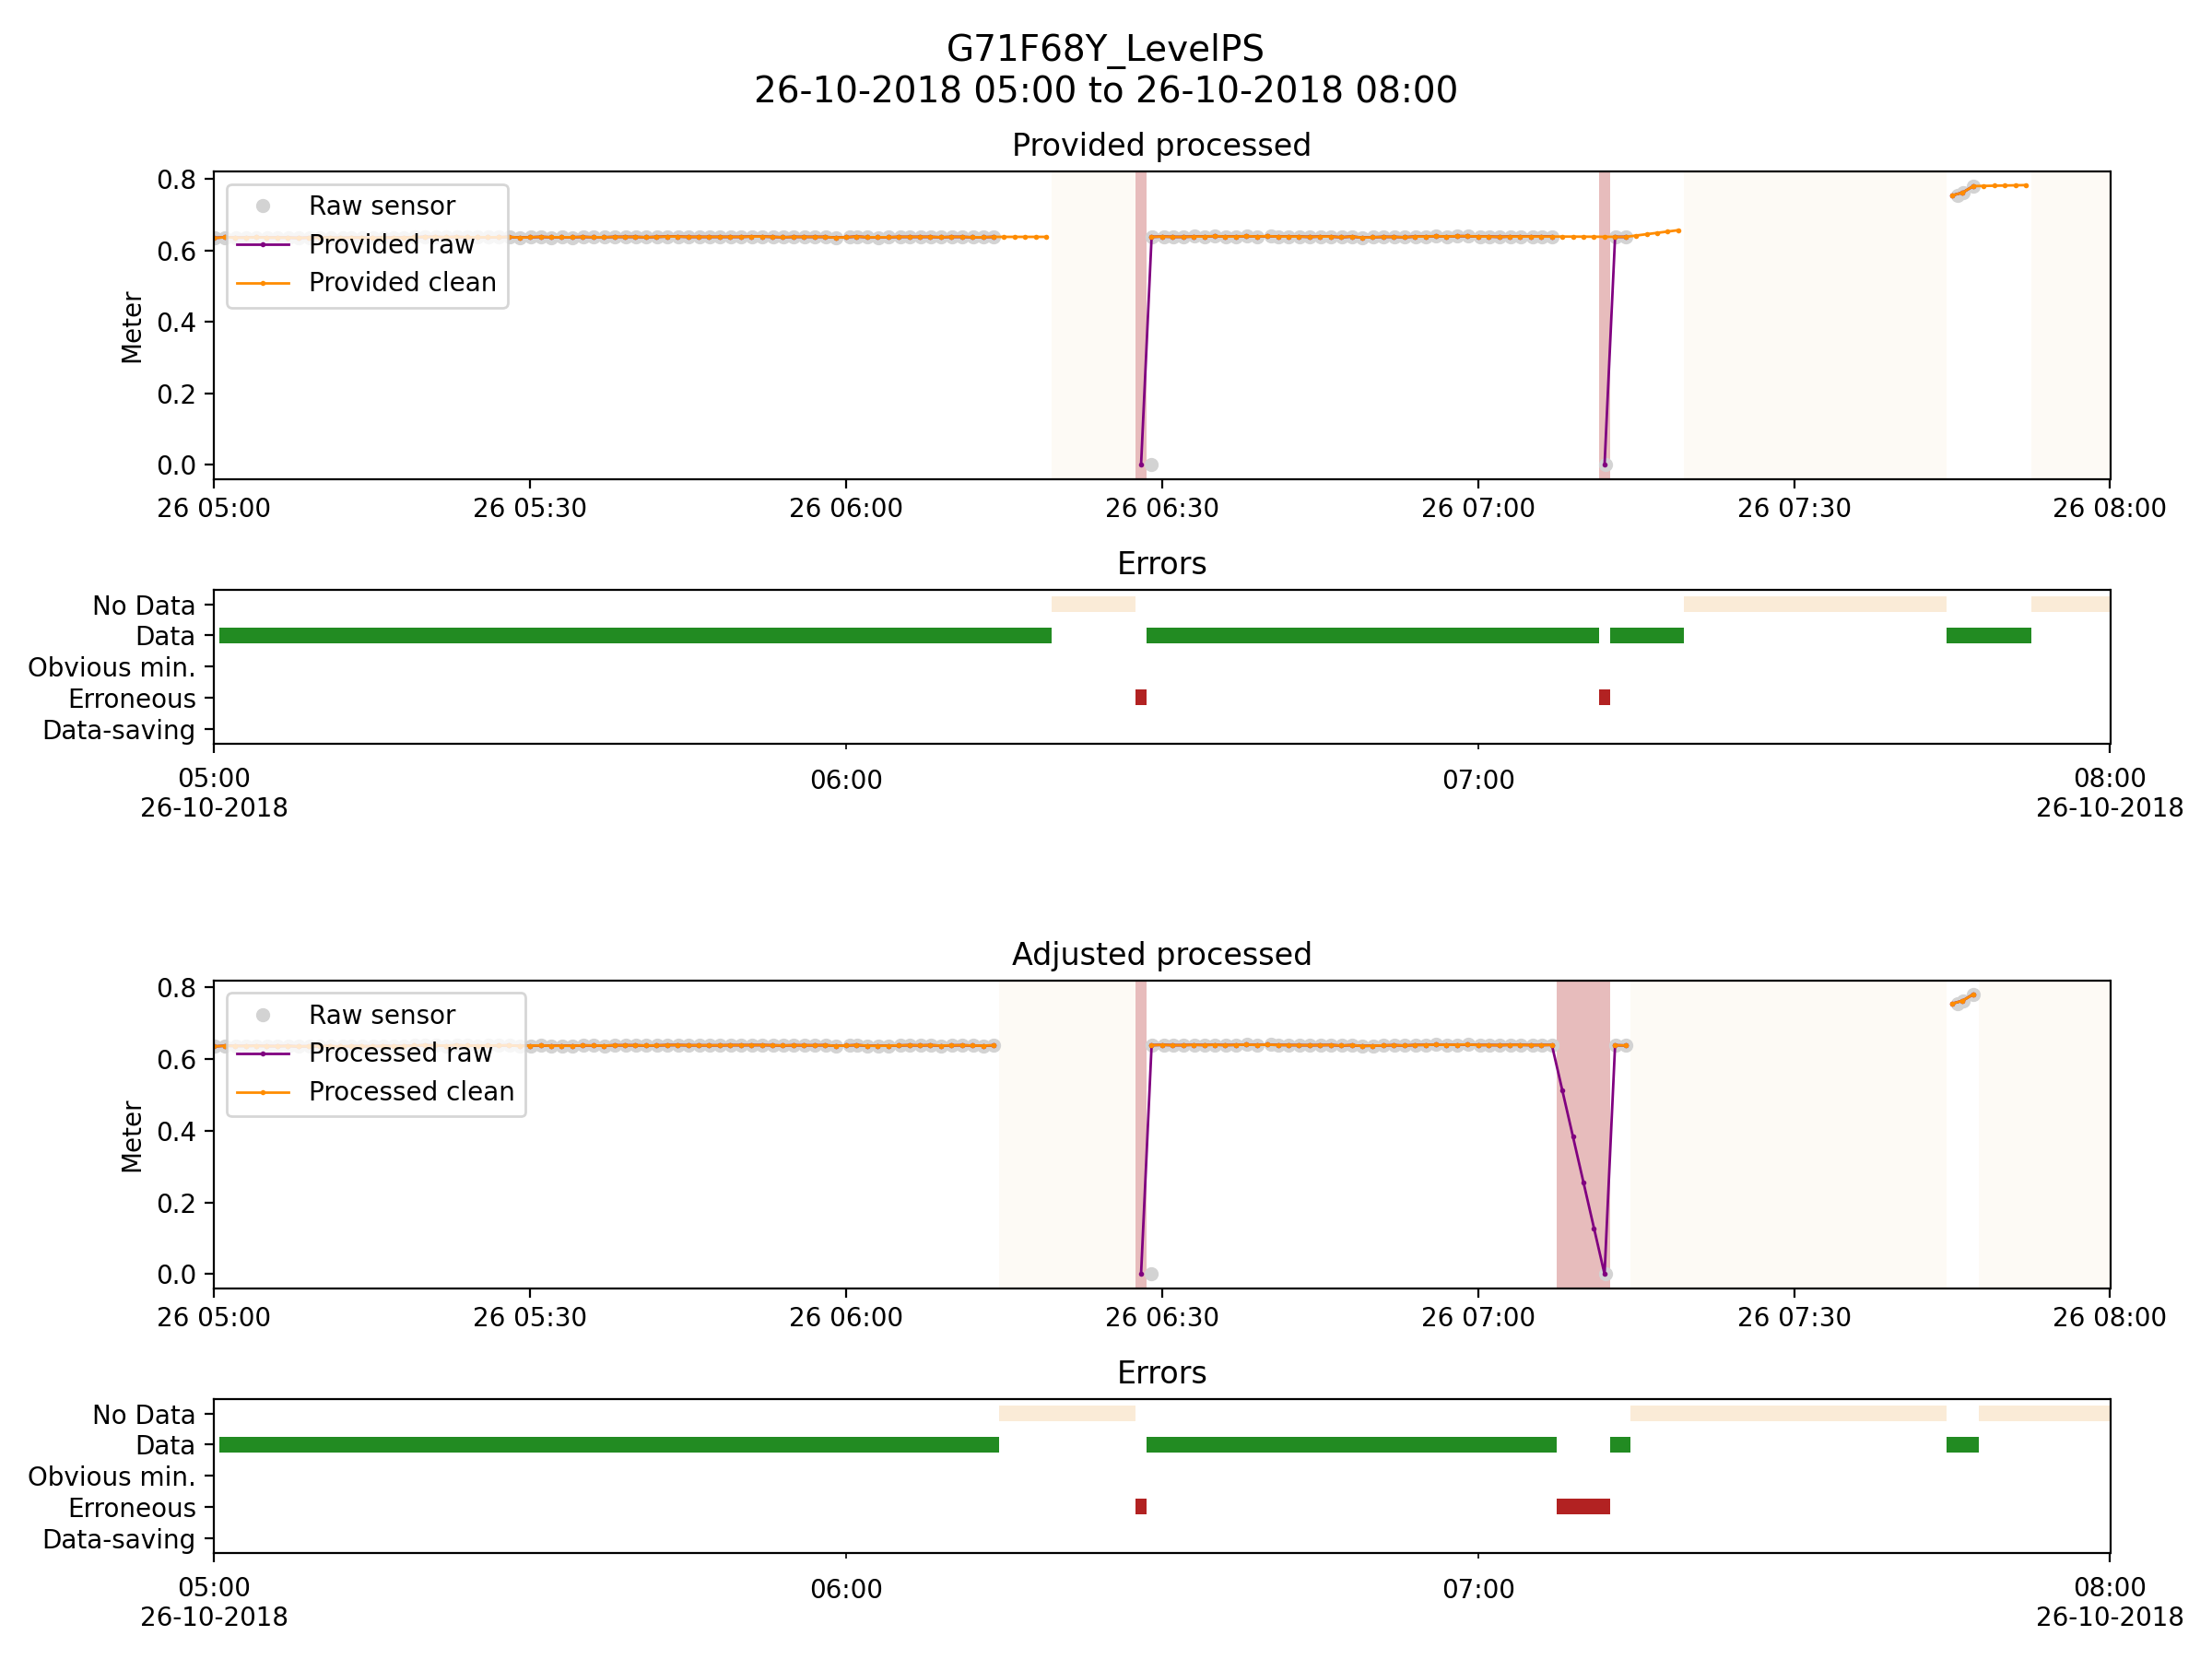 G71F68Y_LevelPS
26-10-2018 05:00 to 26-10-2018 08:00
Provided processed
Meter
0.8
0.6
0.4
0.2
0.0
Raw sensor
Provided raw
Provided clean
26 05:00 26 05:30 26 06:00 26 06:30 26 07:00 26 07:30 26 08:00
Errors
No Data
Data
Obvious min.
Erroneous
Data-saving
05:00 06:00 07:00 08:00
26-10-2018 26-10-2018
Adjusted processed
Meter
0.8
0.6
0.4
0.2
0.0
Raw sensor
Processed raw
Processed clean
26 05:00 26 05:30 26 06:00 26 06:30 26 07:00 26 07:30 26 08:00
Errors
No Data
Data
Obvious min.
Erroneous
Data-saving
05:00 06:00 07:00 08:00
26-10-2018 26-10-2018